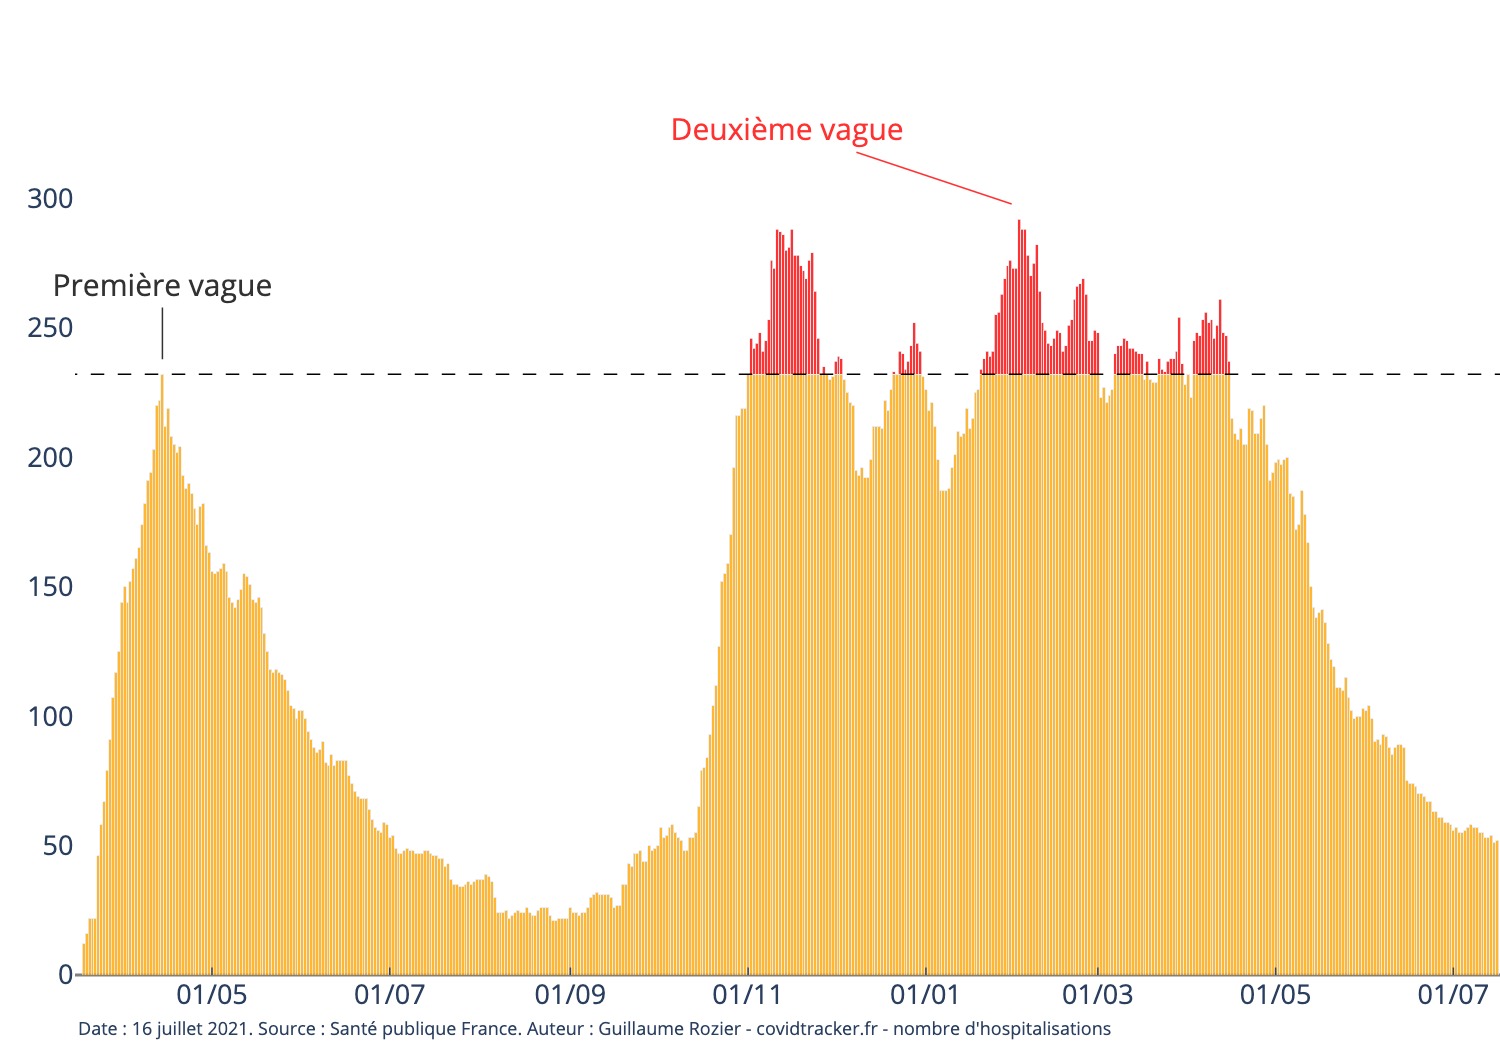 Deuxième vague
300
Première vague
250
200
150
100
50
0
01/05 01/07 01/09 01/11 01/01 01/03 01/05 01/07
Date : 16 juillet 2021. Source : Santé publique France. Auteur : Guillaume Rozier - covidtracker.fr - nombre d'hospitalisations